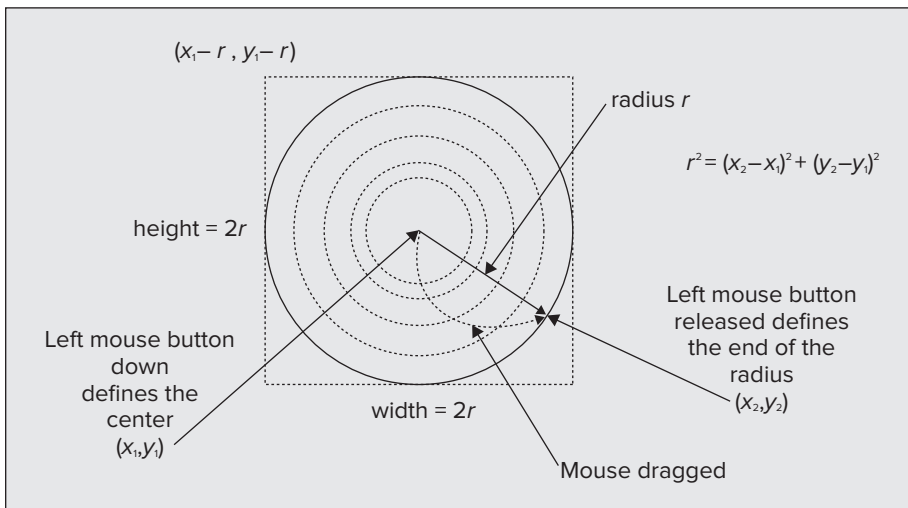 (x₁– r , y₁– r)
radius r
r² = (x₂–x₁)² + (y₂–y₁)²
height = 2r
Left mouse button
down
defines the
center
(x₁,y₁)
width = 2r
Left mouse button
released defines
the end of the
radius
(x₂,y₂)
Mouse dragged